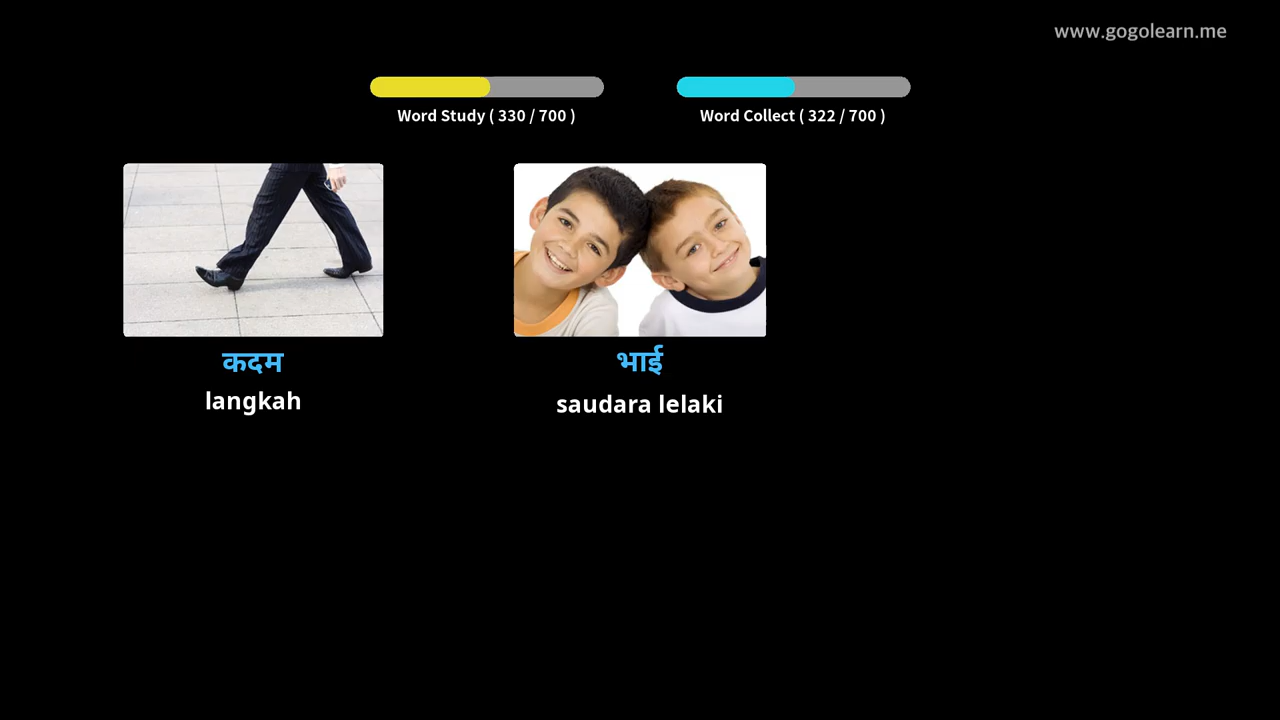 www.gogolearn.me
Word Study ( 330 / 700 )
Word Collect ( 322 / 700 )
कदम
langkah
भाई
saudara lelaki